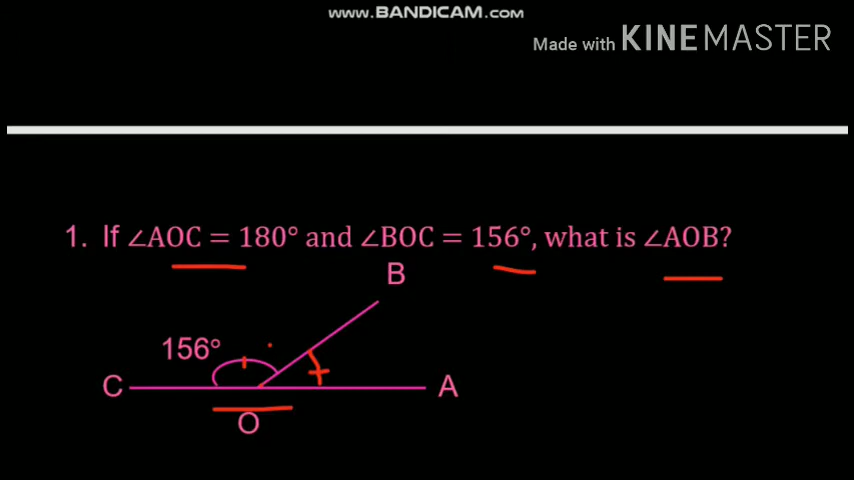 www.BANDICAM.com
Made with KINEMASTER
1. If ∠AOC = 180° and ∠BOC = 156°, what is ∠AOB?
B
156°
C
A
O